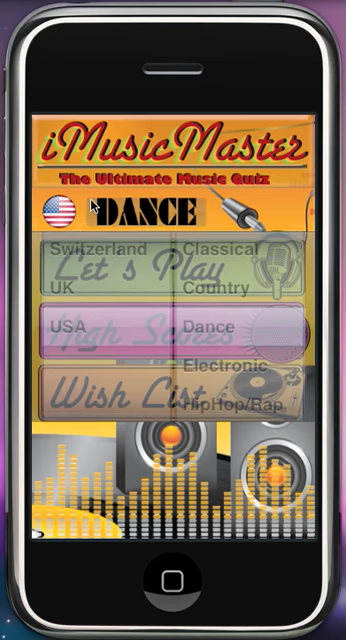 iMusicMaster
The Ultimate Music Quiz
DANCE
Switzerland Classical
Let's Play
UK Country
USA Dance
High Scores
Electronic
Wish List
HipHop/Rap